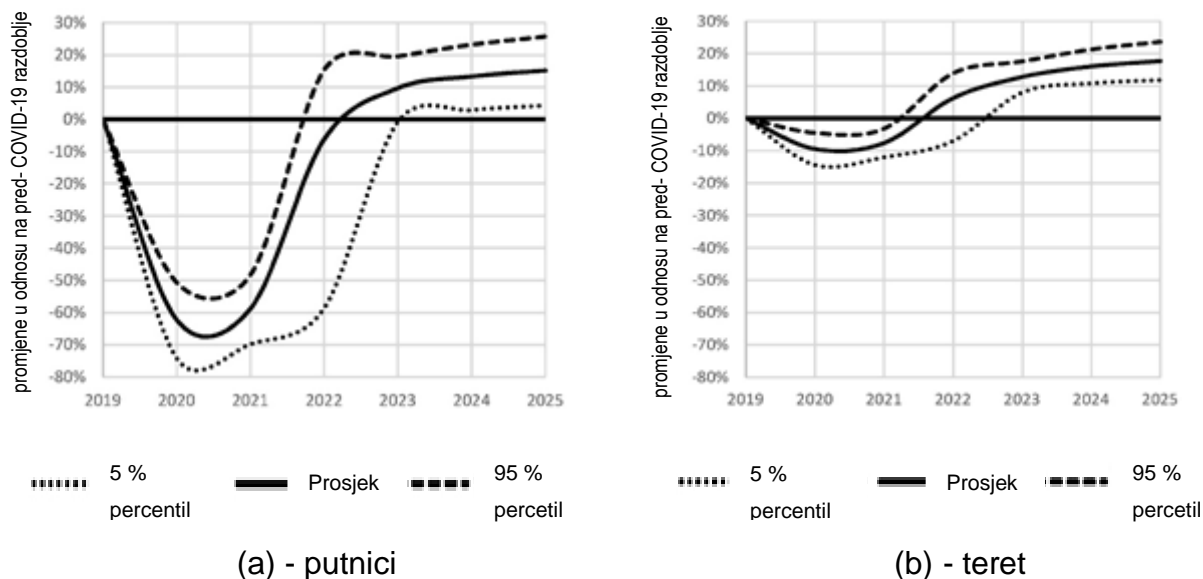 promjene u odnosu na pred- COVID-19 razdoblje
30%
20%
10%
0%
-10%
-20%
-30%
-40%
-50%
-60%
-70%
-80%
2019 2020 2021 2022 2023 2024 2025
5 % percentil
Prosjek
95 % percetil
(a) - putnici
promjene u odnosu na pred- COVID-19 razdoblje
30%
20%
10%
0%
-10%
-20%
-30%
-40%
-50%
-60%
-70%
-80%
2019 2020 2021 2022 2023 2024 2025
5 % percentil
Prosjek
95 % percetil
(b) - teret